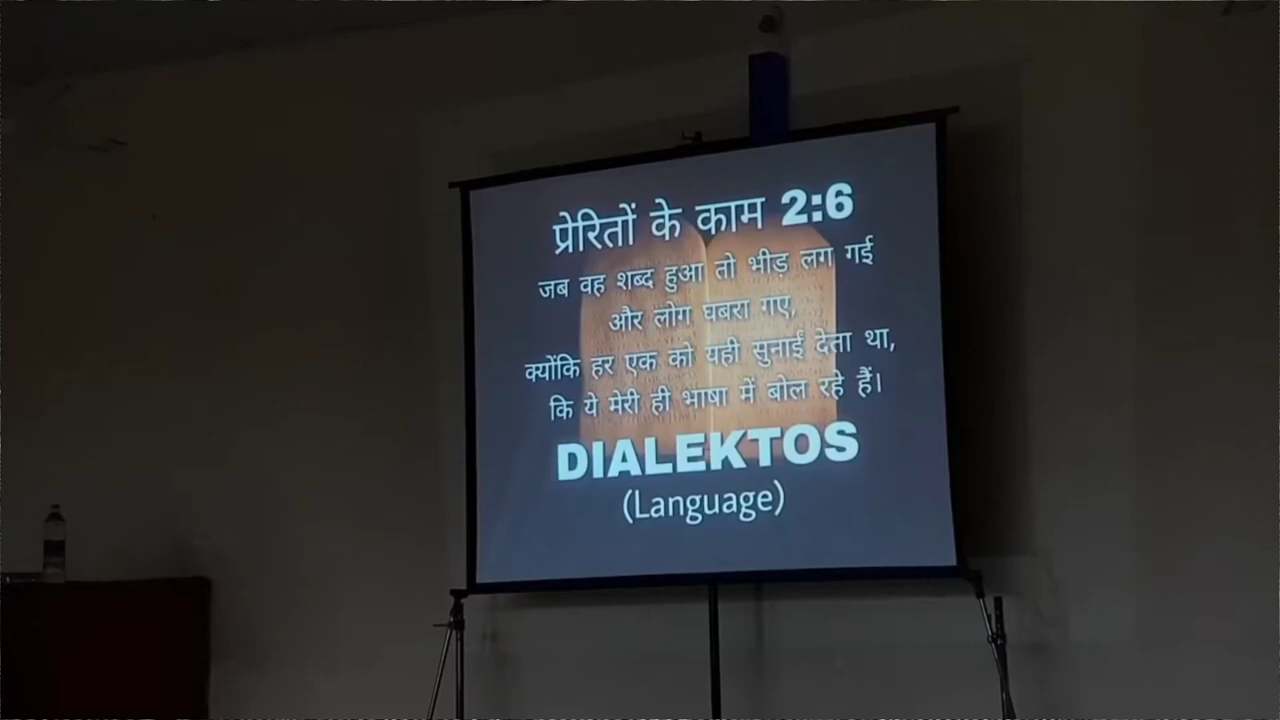 प्रेरितों के काम 2:6
जब वह शब्द हुआ तो भीड़ लग गई
और लोग घबरा गए,
क्योंकि हर एक को यही सुनाई देता था,
कि ये मेरी ही भाषा में बोल रहे हैं।
DIALEKTOS
(Language)